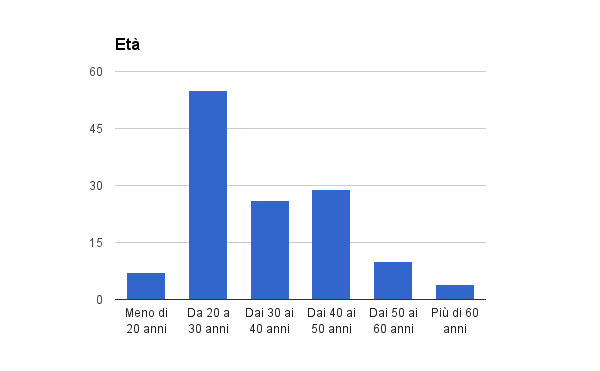 Età
60
45
30
15
0
Meno di
20 anni
Da 20 a
30 anni
Dai 30 ai
40 anni
Dai 40 ai
50 anni
Dai 50 ai
60 anni
Più di 60
anni